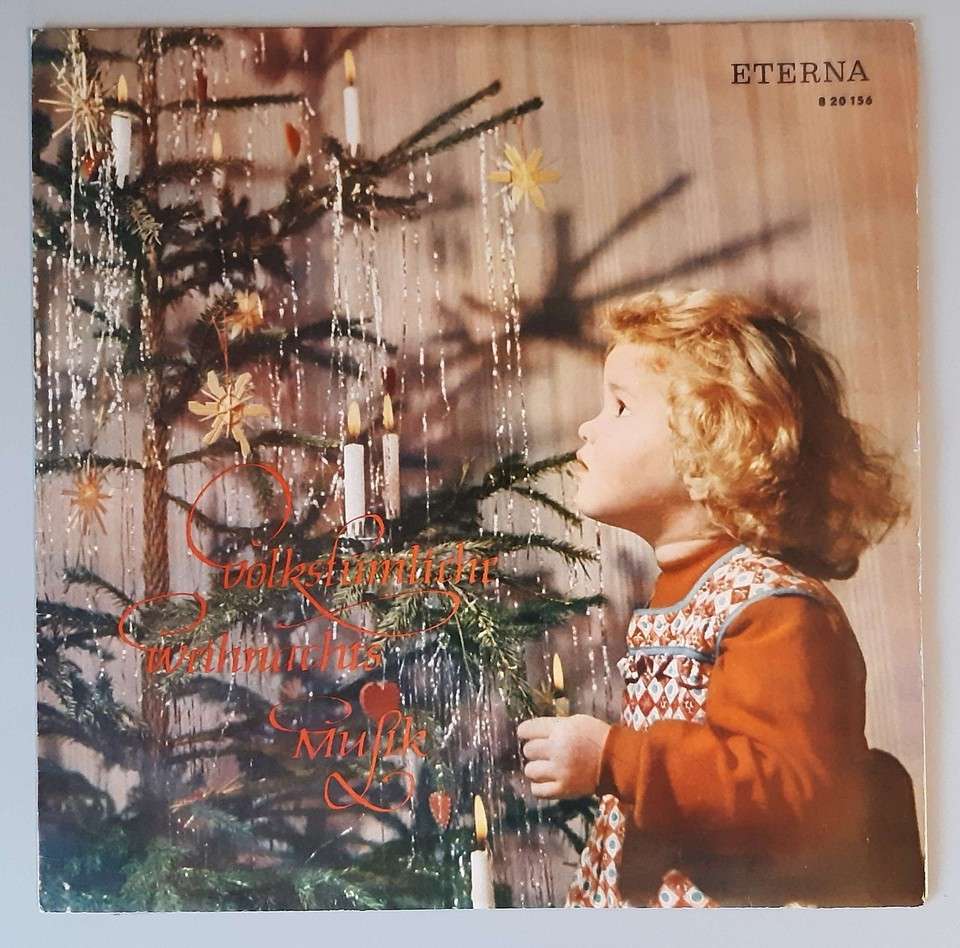 ETERNA
8 20 156
Volkstümliche
Weihnachts
Muſik